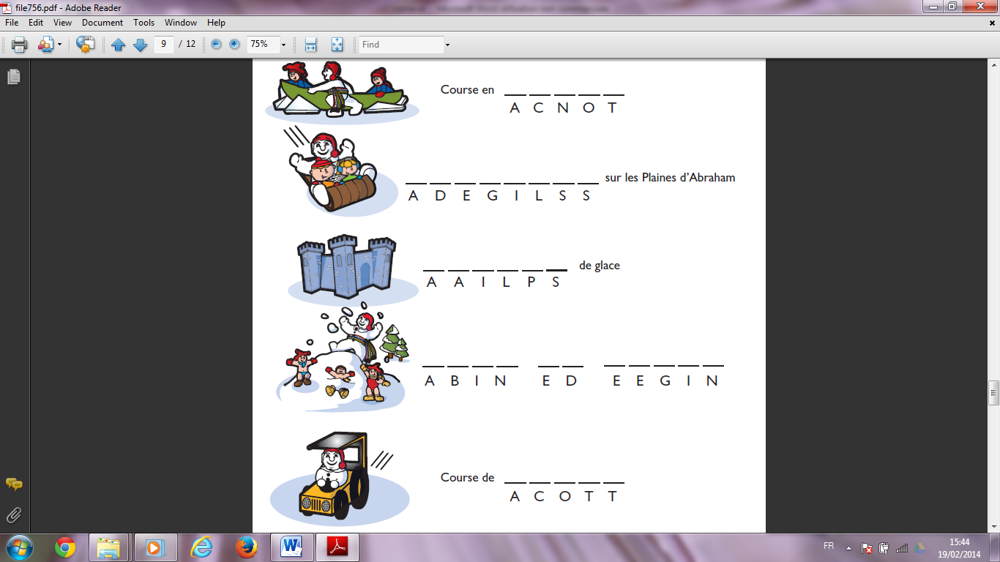 file756.pdf - Adobe Reader
File Edit View Document Tools Window Help
9 / 12 75% Find
Course en
A C N O T
sur les Plaines d'Abraham
A D E G I L S S
de glace
A A I L P S
A B I N E D E E G I N
Course de
A C O T T
FR 15:44
19/02/2014